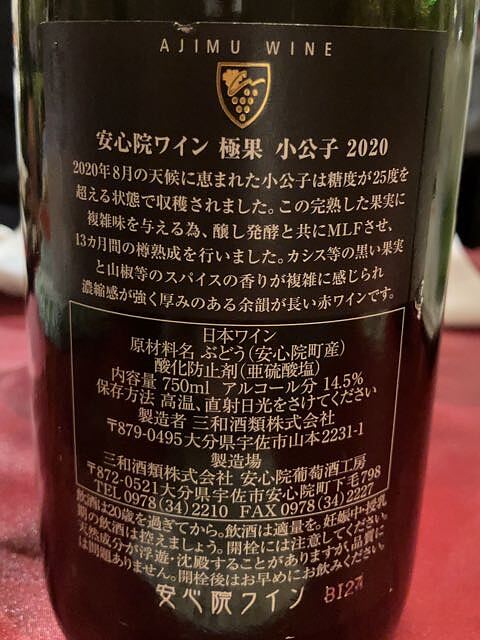 AJIMU WINE
安心院ワイン 極果 小公子 2020
2020年8月の天候に恵まれた小公子は糖度が25度を
超える状態で収穫されました。この完熟した果実に
複雑味を与える為、醸し発酵と共にMLFさせ、
13カ月間の樽熟成を行いました。カシス等の黒い果実
と山椒等のスパイスの香りが複雑に感じられ
濃縮感が強く厚みのある余韻が長い赤ワインです。
日本ワイン
原材料名 ぶどう(安心院町産)
酸化防止剤(亜硫酸塩)
内容量 750ml アルコール分 14.5%
保存方法 高温、直射日光をさけてください
製造者 三和酒類株式会社
〒879-0495大分県宇佐市山本2231-1
製造場
三和酒類株式会社 安心院葡萄酒工房
〒872-0521大分県宇佐市安心院町下毛798
TEL 0978(34)2210 FAX 0978(34)2227
飲酒は20歳を過ぎてから。飲酒は適量を。妊娠中・授乳
期の飲酒は控えましょう。開栓には注意してください。
天然成分が浮遊・沈殿することがありますが、品質に
は問題ありません。開栓後はお早めにお飲みください。
安心院ワイン